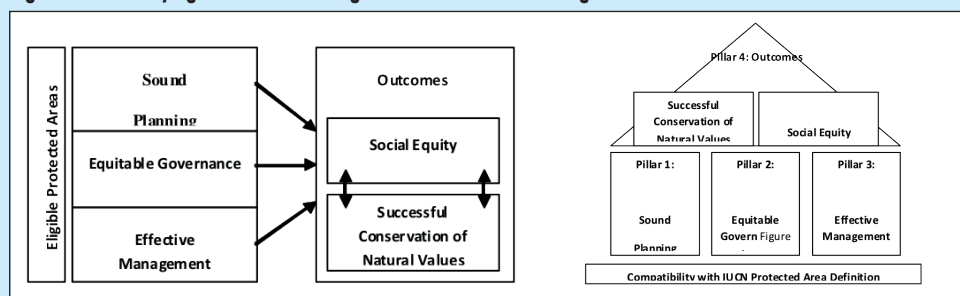 Eligible Protected Areas
Sound
Planning
Equitable Governance
Effective
Management
Outcomes
Social Equity
Successful
Conservation of
Natural Values
Pillar 4: Outcomes
Successful
Conservation of
Natural Values
Social Equity
Pillar 1:
Sound
Planning
Pillar 2:
Equitable
Govern Figure
Pillar 3:
Effective
Management
Compatibility with IUCN Protected Area Definition